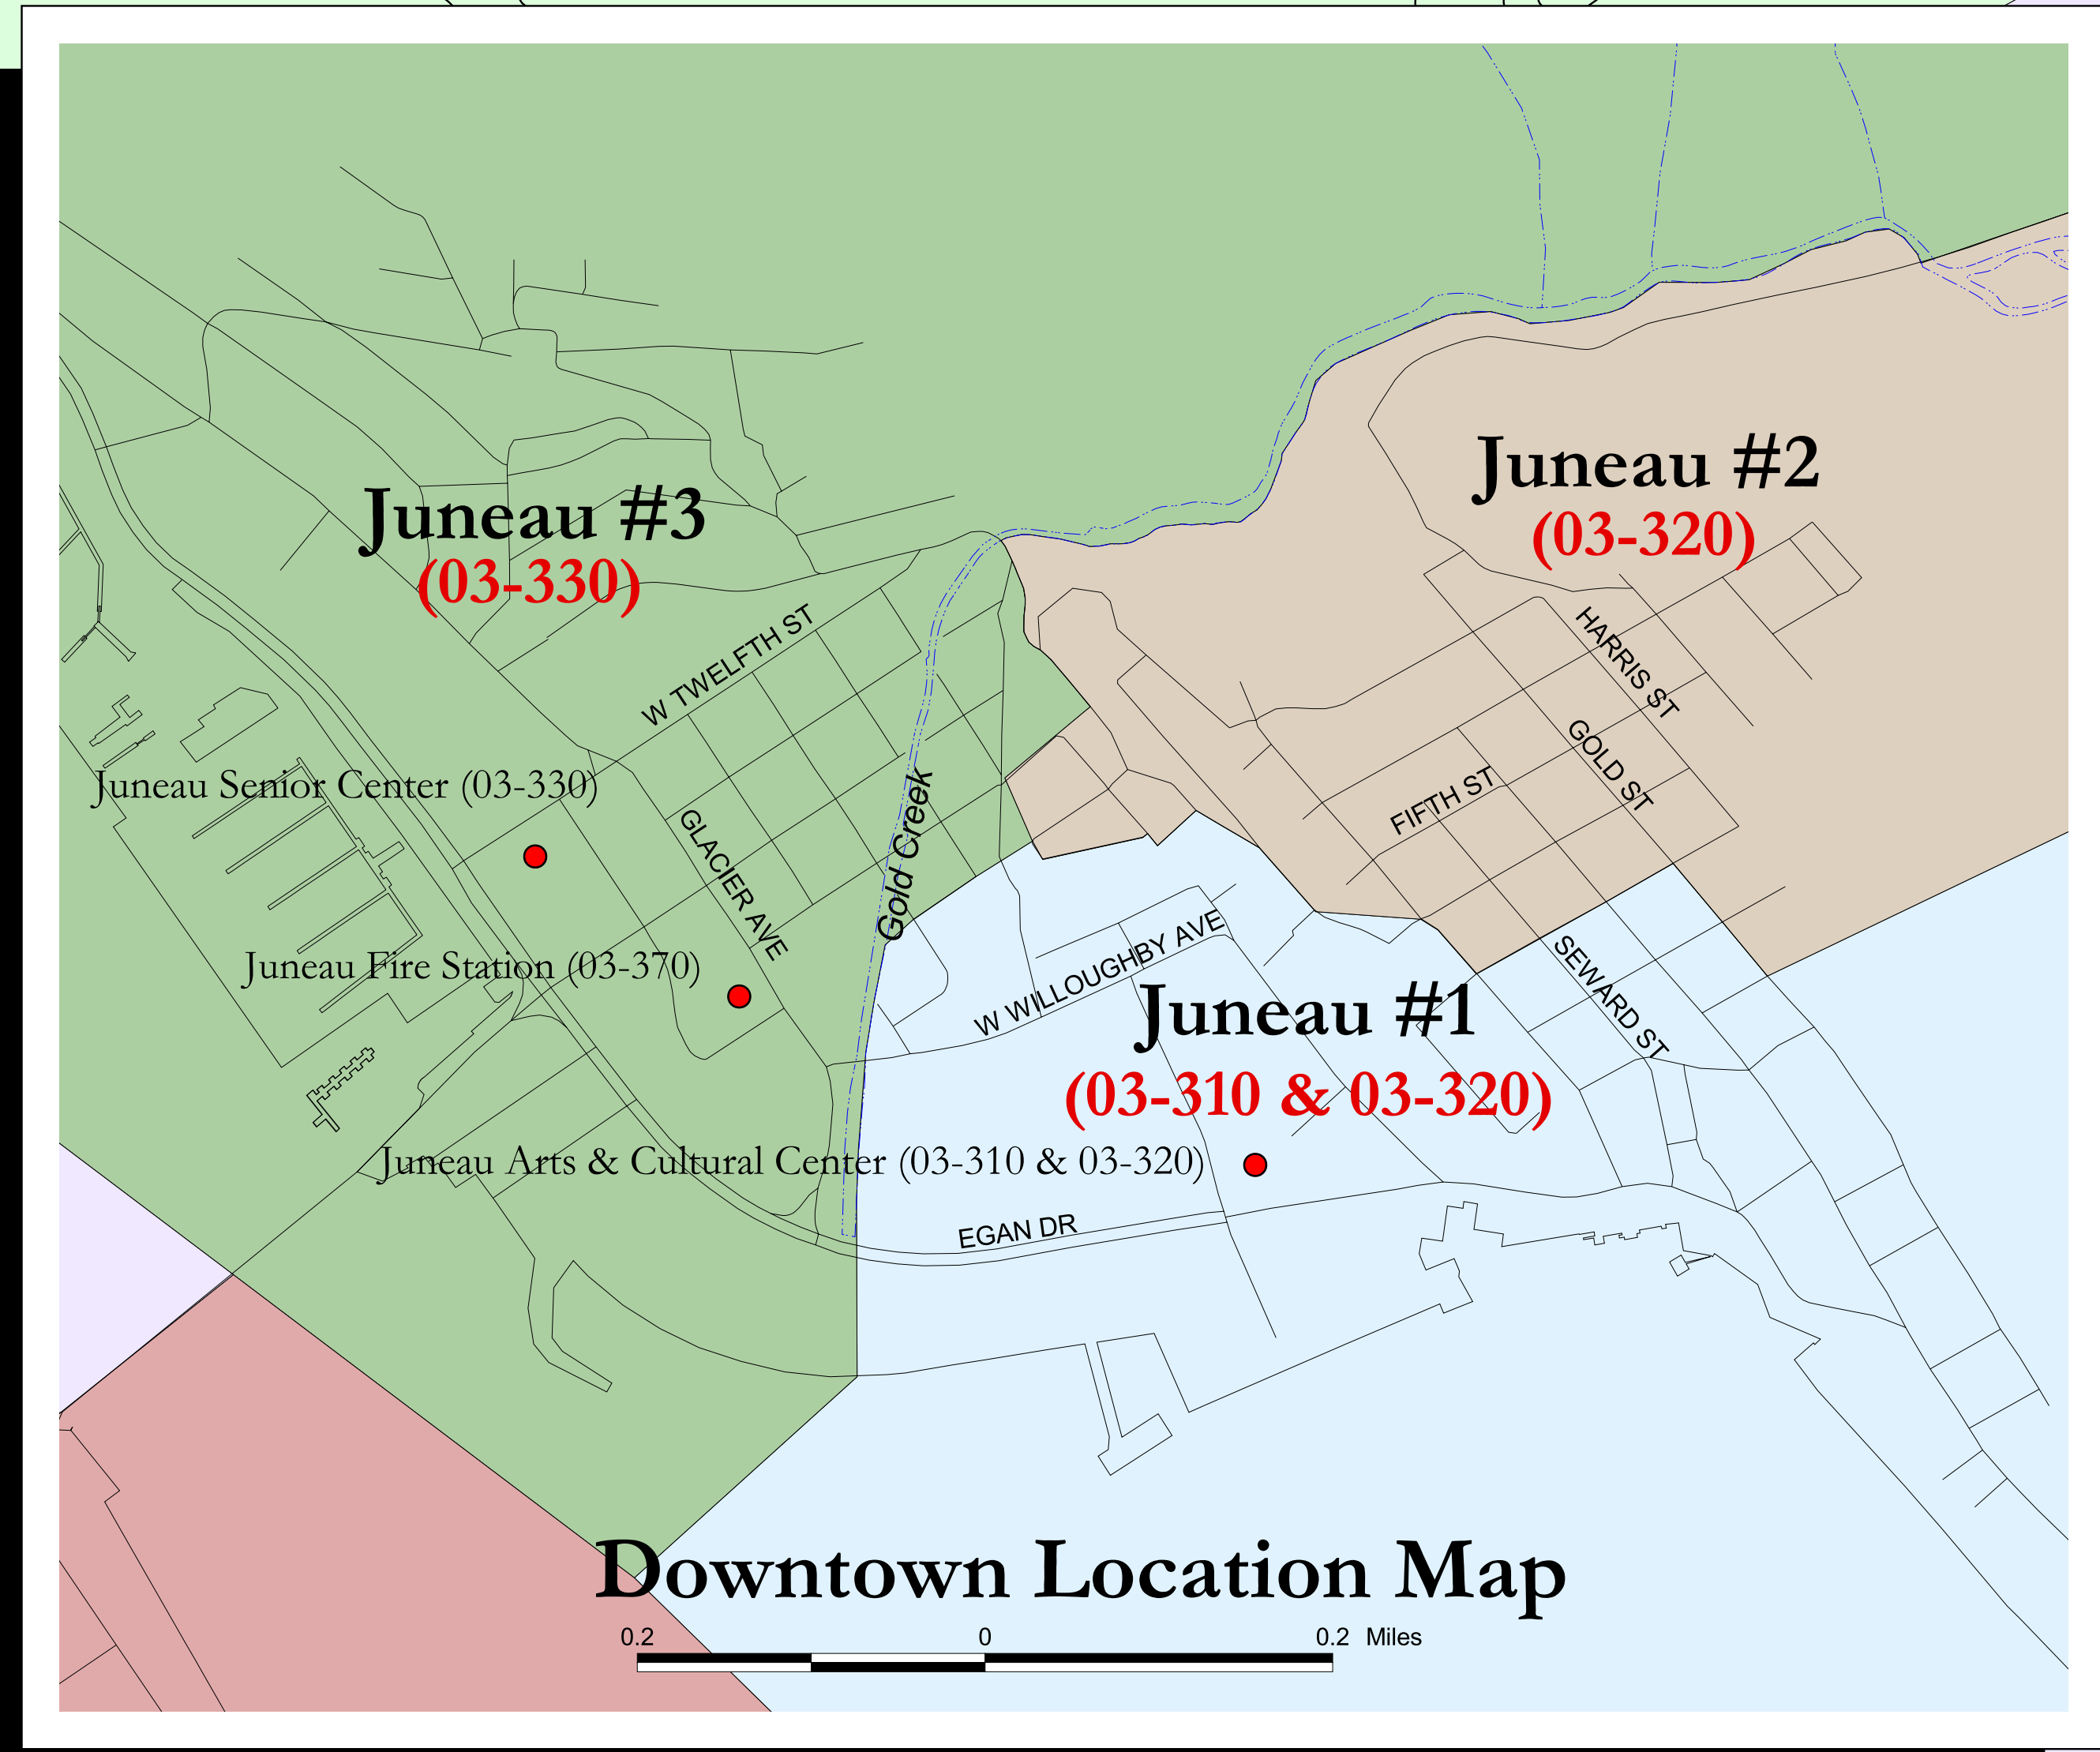 Juneau #2
(03-320)
Juneau #3
(03-330)
HARRIS ST
W TWELFTH ST
GOLD ST
Juneau Senior Center (03-330)
FIFTH ST
GLACIER AVE
Gold Creek
W WILLOUGHBY AVE
SEWARD ST
Juneau Fire Station (03-370)
Juneau #1
(03-310 & 03-320)
Juneau Arts & Cultural Center (03-310 & 03-320)
EGAN DR
Downtown Location Map
0.2 0 0.2 Miles